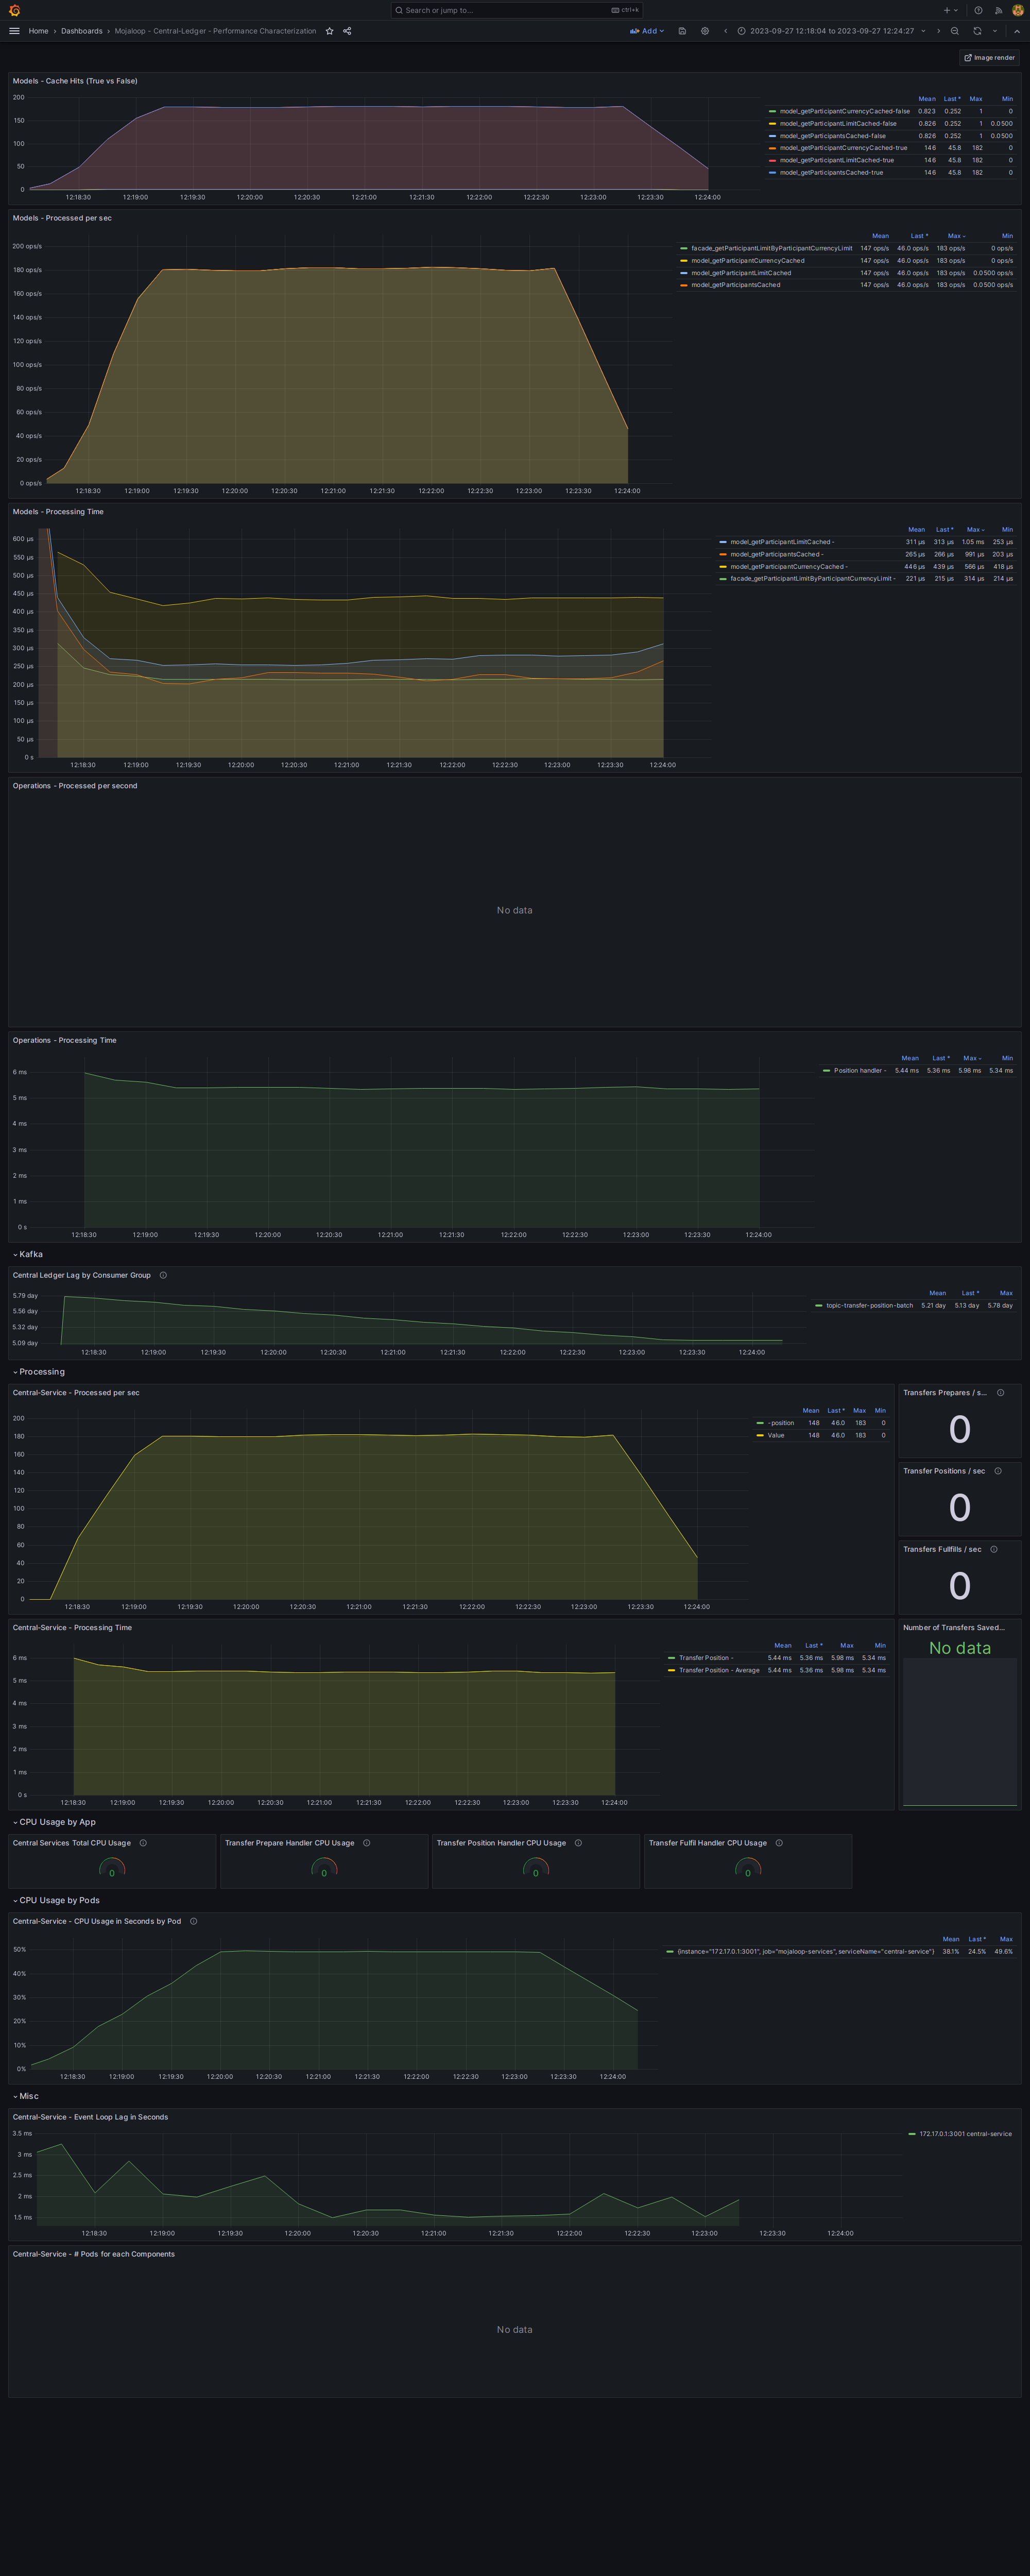 Search or jump to...
ctrl+k
Home › Dashboards › Mojaloop - Central-Ledger - Performance Characterization
Add
2023-09-27 12:18:04 to 2023-09-27 12:24:27
Image render
Models - Cache Hits (True vs False)
200
150
100
50
0
12:18:30 12:19:00 12:19:30 12:20:00 12:20:30 12:21:00 12:21:30 12:22:00 12:22:30 12:23:00 12:23:30 12:24:00
Mean Last * Max Min
model_getParticipantCurrencyCached-false 0.823 0.252 1 0
model_getParticipantLimitCached-false 0.826 0.252 1 0.0500
model_getParticipantsCached-false 0.826 0.252 1 0.0500
model_getParticipantCurrencyCached-true 146 45.8 182 0
model_getParticipantLimitCached-true 146 45.8 182 0
model_getParticipantsCached-true 146 45.8 182 0
Models - Processed per sec
200 ops/s
180 ops/s
160 ops/s
140 ops/s
120 ops/s
100 ops/s
80 ops/s
60 ops/s
40 ops/s
20 ops/s
0 ops/s
12:18:30 12:19:00 12:19:30 12:20:00 12:20:30 12:21:00 12:21:30 12:22:00 12:22:30 12:23:00 12:23:30 12:24:00
Mean Last * Max Min
facade_getParticipantLimitByParticipantCurrencyLimit 147 ops/s 46.0 ops/s 183 ops/s 0 ops/s
model_getParticipantCurrencyCached 147 ops/s 46.0 ops/s 183 ops/s 0 ops/s
model_getParticipantLimitCached 147 ops/s 46.0 ops/s 183 ops/s 0.0500 ops/s
model_getParticipantsCached 147 ops/s 46.0 ops/s 183 ops/s 0.0500 ops/s
Models - Processing Time
600 µs
550 µs
500 µs
450 µs
400 µs
350 µs
300 µs
250 µs
200 µs
150 µs
100 µs
50 µs
0 s
12:18:30 12:19:00 12:19:30 12:20:00 12:20:30 12:21:00 12:21:30 12:22:00 12:22:30 12:23:00 12:23:30 12:24:00
Mean Last * Max Min
model_getParticipantLimitCached - 311 µs 313 µs 1.05 ms 253 µs
model_getParticipantsCached - 265 µs 266 µs 991 µs 203 µs
model_getParticipantCurrencyCached - 446 µs 439 µs 566 µs 418 µs
facade_getParticipantLimitByParticipantCurrencyLimit - 221 µs 215 µs 314 µs 214 µs
Operations - Processed per second
No data
Operations - Processing Time
6 ms
5 ms
4 ms
3 ms
2 ms
1 ms
0 s
12:18:30 12:19:00 12:19:30 12:20:00 12:20:30 12:21:00 12:21:30 12:22:00 12:22:30 12:23:00 12:23:30 12:24:00
Mean Last * Max Min
Position handler - 5.44 ms 5.36 ms 5.98 ms 5.34 ms
Kafka
Central Ledger Lag by Consumer Group
5.79 day
5.56 day
5.32 day
5.09 day
12:18:30 12:19:00 12:19:30 12:20:00 12:20:30 12:21:00 12:21:30 12:22:00 12:22:30 12:23:00 12:23:30 12:24:00
Mean Last * Max
topic-transfer-position-batch 5.21 day 5.13 day 5.78 day
Processing
Central-Service - Processed per sec
200
180
160
140
120
100
80
60
40
20
0
12:18:30 12:19:00 12:19:30 12:20:00 12:20:30 12:21:00 12:21:30 12:22:00 12:22:30 12:23:00 12:23:30 12:24:00
Mean Last * Max Min
-position 148 46.0 183 0
Value 148 46.0 183 0
Transfers Prepares / s...
0
Transfer Positions / sec
0
Transfers Fullfills / sec
0
Central-Service - Processing Time
6 ms
5 ms
4 ms
3 ms
2 ms
1 ms
0 s
12:18:30 12:19:00 12:19:30 12:20:00 12:20:30 12:21:00 12:21:30 12:22:00 12:22:30 12:23:00 12:23:30 12:24:00
Mean Last * Max Min
Transfer Position - 5.44 ms 5.36 ms 5.98 ms 5.34 ms
Transfer Position - Average 5.44 ms 5.36 ms 5.98 ms 5.34 ms
Number of Transfers Saved...
No data
CPU Usage by App
Central Services Total CPU Usage
0
Transfer Prepare Handler CPU Usage
0
Transfer Position Handler CPU Usage
0
Transfer Fulfil Handler CPU Usage
0
CPU Usage by Pods
Central-Service - CPU Usage in Seconds by Pod
50%
40%
30%
20%
10%
0%
12:18:30 12:19:00 12:19:30 12:20:00 12:20:30 12:21:00 12:21:30 12:22:00 12:22:30 12:23:00 12:23:30 12:24:00
Mean Last * Max
{instance="172.17.0.1:3001", job="mojaloop-services", serviceName="central-service"} 38.1% 24.5% 49.6%
Misc
Central-Service - Event Loop Lag in Seconds
3.5 ms
3 ms
2.5 ms
2 ms
1.5 ms
12:18:30 12:19:00 12:19:30 12:20:00 12:20:30 12:21:00 12:21:30 12:22:00 12:22:30 12:23:00 12:23:30 12:24:00
172.17.0.1:3001 central-service
Central-Service - # Pods for each Components
No data